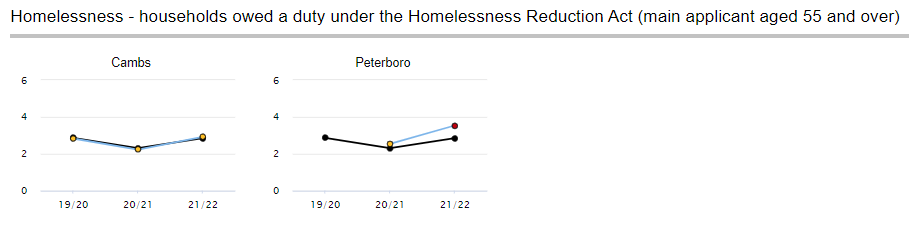 Homelessness - households owed a duty under the Homelessness Reduction Act (main applicant aged 55 and over)
Cambs
6
4
2
0
19/20 20/21 21/22
Peterboro
6
4
2
0
19/20 20/21 21/22